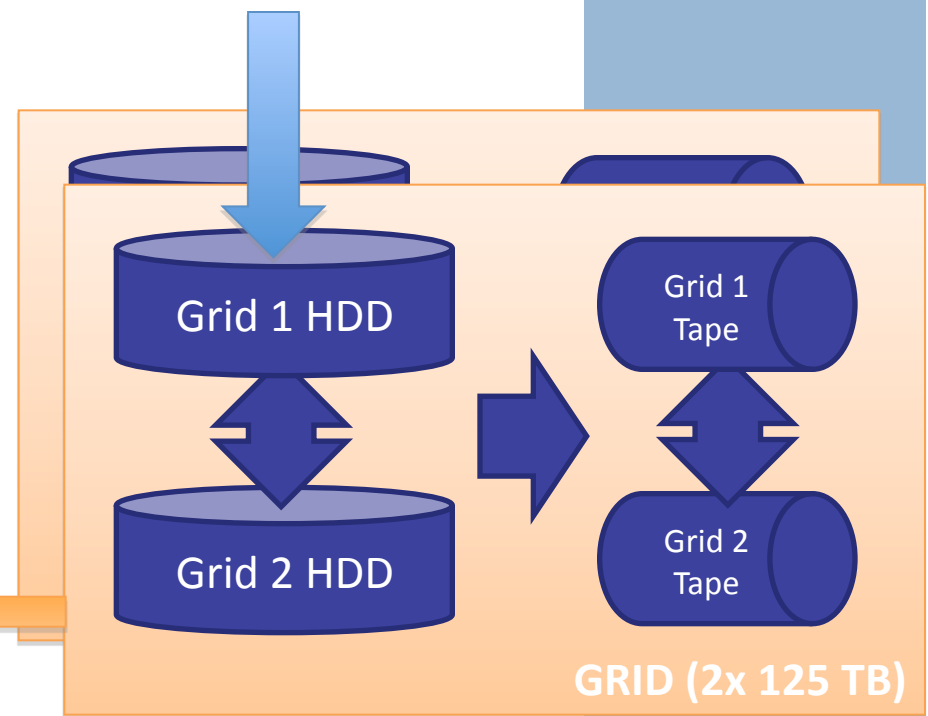 Grid 1 HDD
Grid 1
Tape
Grid 2 HDD
Grid 2
Tape
GRID (2x 125 TB)